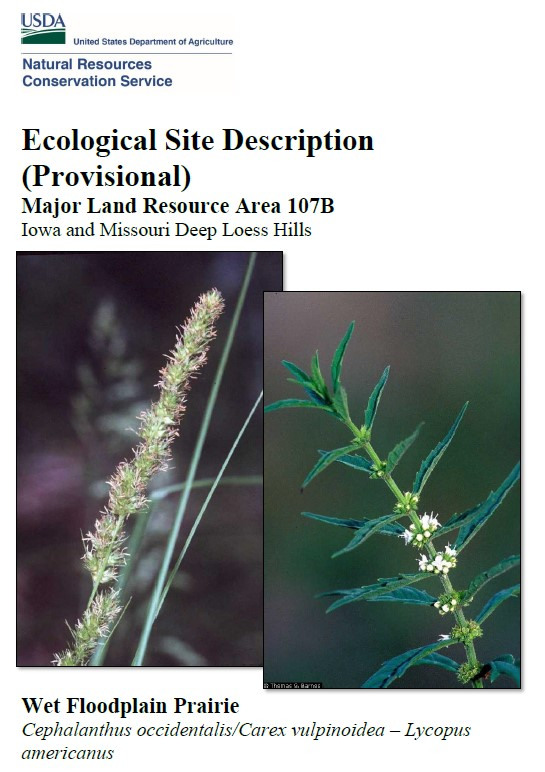 USDA
United States Department of Agriculture
Natural Resources
Conservation Service
Ecological Site Description
(Provisional)
Major Land Resource Area 107B
Iowa and Missouri Deep Loess Hills
© Thomas G. Barnes
Wet Floodplain Prairie
Cephalanthus occidentalis/Carex vulpinoidea – Lycopus
americanus